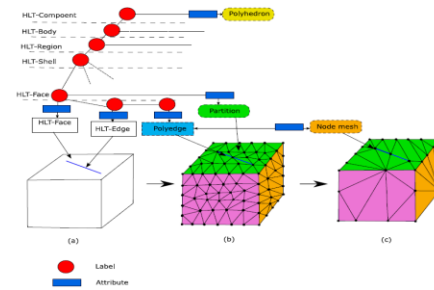 HLT-Compoent
Polyhedron
HLT-Body
HLT-Region
HLT-Shell
HLT-Face
Partition
HLT-Face
HLT-Edge
Polyedge
Node mesh
(a)
(b)
(c)
Label
Attribute